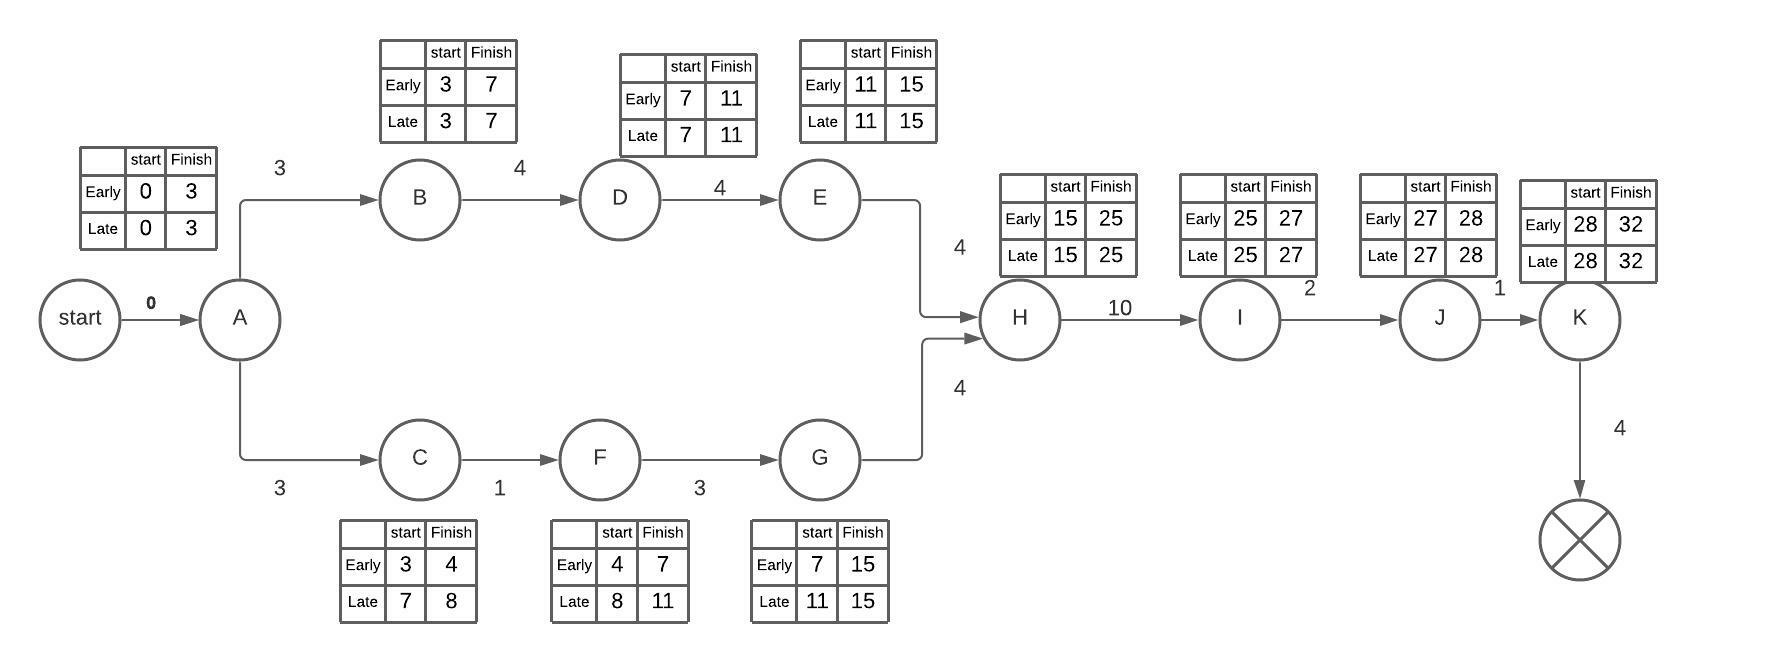 start Finish
Early 3 7
Late 3 7
start Finish
Early 7 11
Late 7 11
start Finish
Early 11 15
Late 11 15
start Finish
Early 0 3
Late 0 3
3
B
4
D
4
E
4
start Finish
Early 15 25
Late 15 25
start Finish
Early 25 27
Late 25 27
start Finish
Early 27 28
Late 27 28
start Finish
Early 28 32
Late 28 32
start
0
A
H
10
I
2
J
1
K
4
4
3
C
1
F
3
G
start Finish
Early 3 4
Late 7 8
start Finish
Early 4 7
Late 8 11
start Finish
Early 7 15
Late 11 15